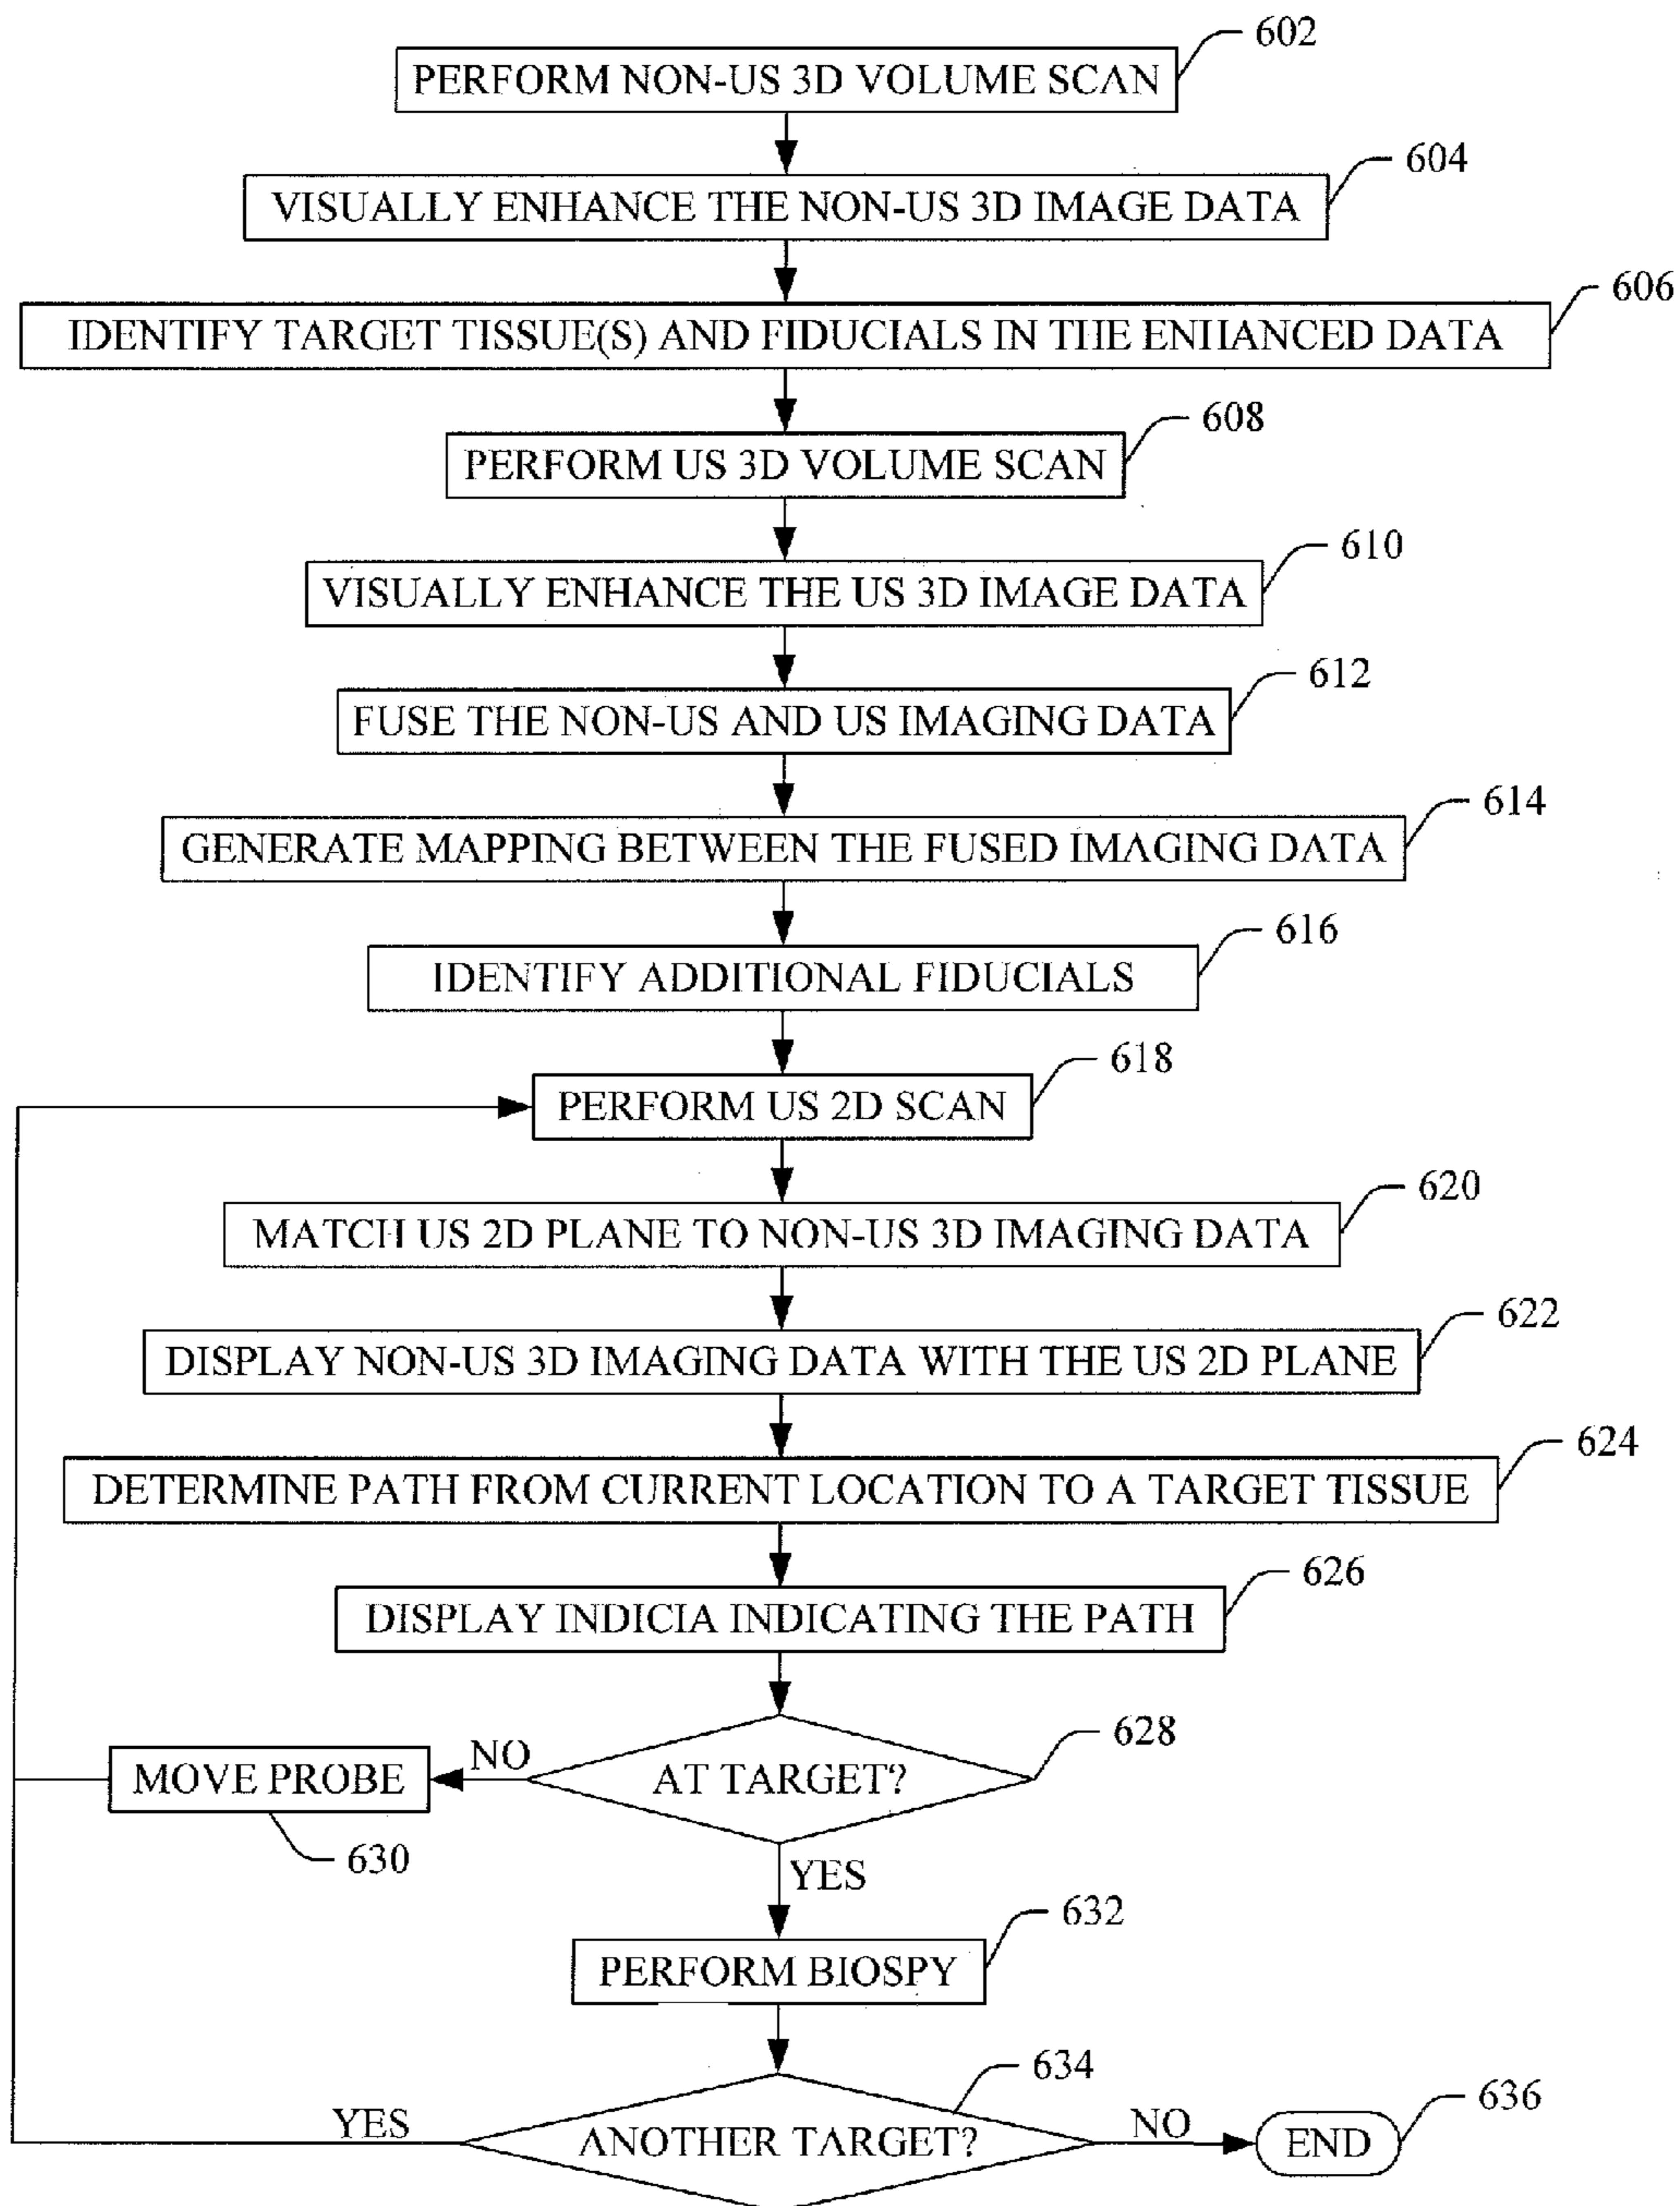 602
PERFORM NON-US 3D VOLUME SCAN
604
VISUALLY ENHANCE THE NON-US 3D IMAGE DATA
606
IDENTIFY TARGET TISSUE(S) AND FIDUCIALS IN THE ENHANCED DATA
608
PERFORM US 3D VOLUME SCAN
610
VISUALLY ENHANCE THE US 3D IMAGE DATA
612
FUSE THE NON-US AND US IMAGING DATA
614
GENERATE MAPPING BETWEEN THE FUSED IMAGING DATA
616
IDENTIFY ADDITIONAL FIDUCIALS
618
PERFORM US 2D SCAN
620
MATCH US 2D PLANE TO NON-US 3D IMAGING DATA
622
DISPLAY NON-US 3D IMAGING DATA WITH THE US 2D PLANE
624
DETERMINE PATH FROM CURRENT LOCATION TO A TARGET TISSUE
626
DISPLAY INDICIA INDICATING THE PATH
628
AT TARGET?
NO
MOVE PROBE
630
YES
632
PERFORM BIOSPY
634
ANOTHER TARGET?
YES
NO
636
END